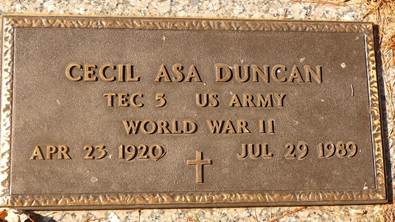 CECIL ASA DUNCAN
TEC 5 US ARMY
WORLD WAR II
APR 23 1920 JUL 29 1989